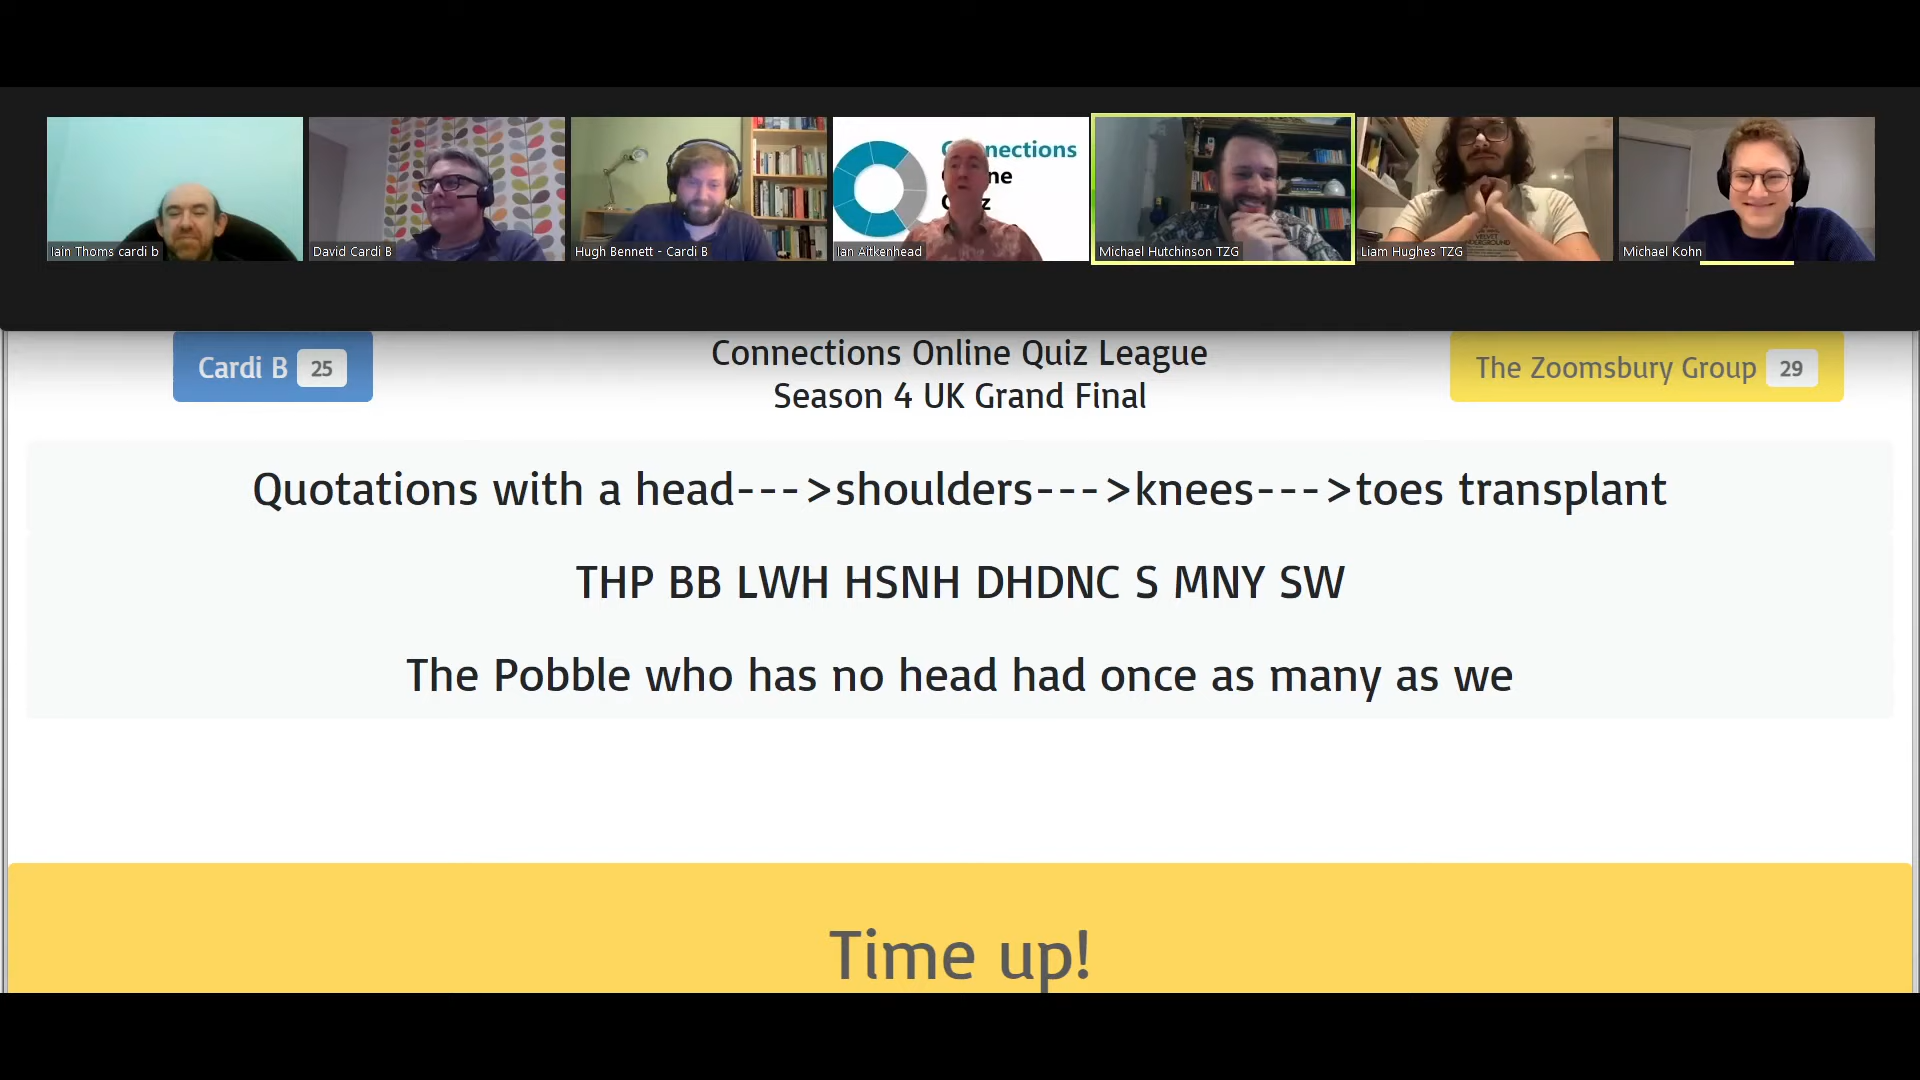 Connections
Iain Thoms cardi b
David Cardi B
Hugh Bennett - Cardi B
Ian Aitkenhead
Michael Hutchinson TZG
Liam Hughes TZG
Michael Kohn
Cardi B 25
Connections Online Quiz League
Season 4 UK Grand Final
The Zoomsbury Group 29
Quotations with a head--->shoulders--->knees--->toes transplant
THP BB LWH HSNH DHDNC S MNY SW
The Pobble who has no head had once as many as we
Time up!